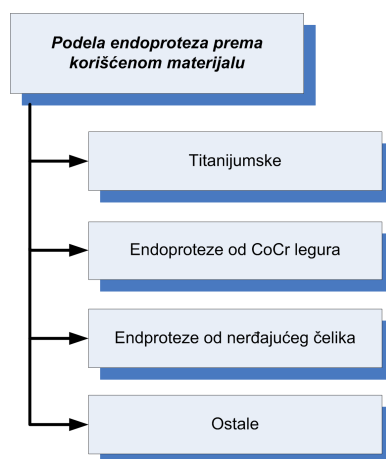 Podela endoproteza prema
korišćenom materijalu
Titanijumske
Endoproteze od CoCr legura
Endproteze od nerđajućeg čelika
Ostale